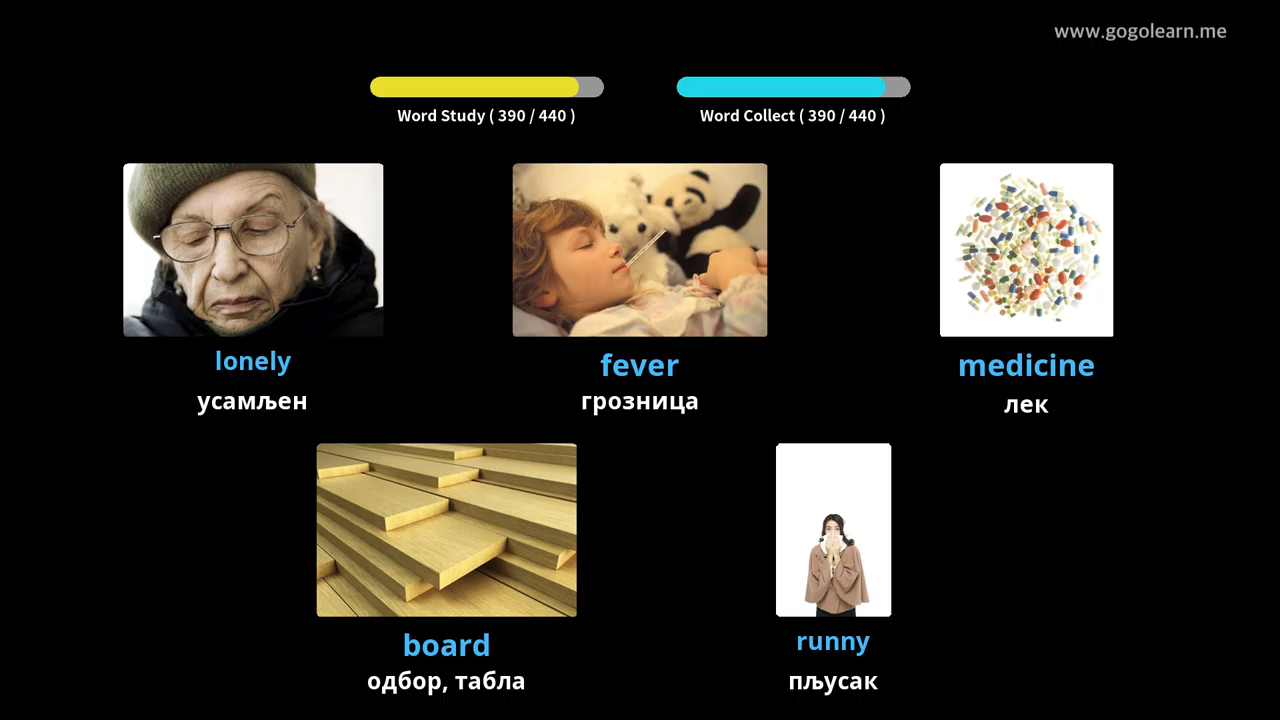 www.gogolearn.me
Word Study ( 390 / 440 )
Word Collect ( 390 / 440 )
lonely
усамљен
fever
грозница
medicine
лек
board
одбор, табла
runny
пљусак